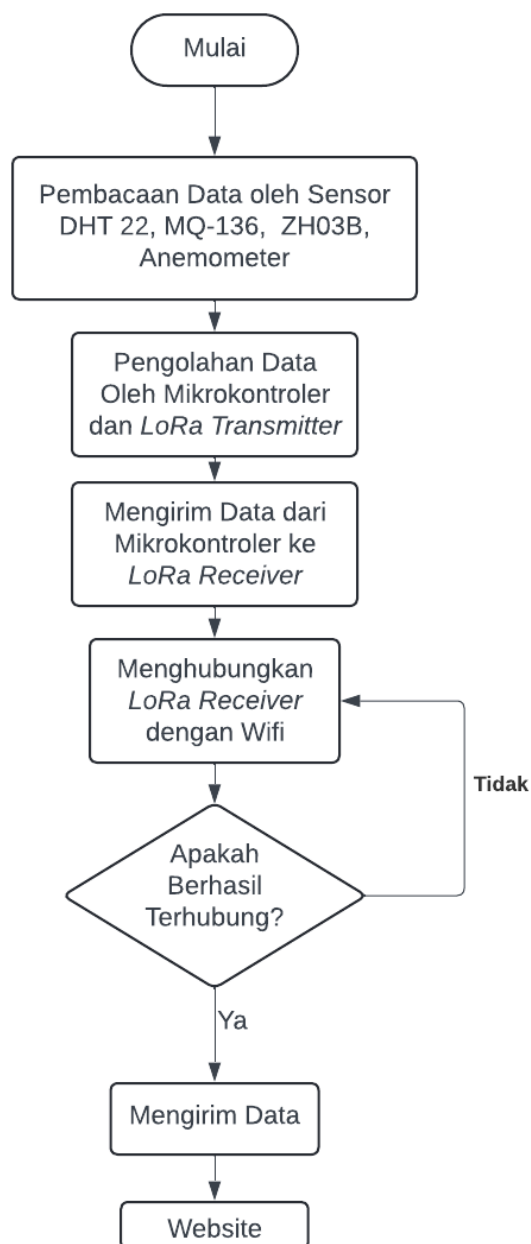 Mulai
Pembacaan Data oleh Sensor
DHT 22, MQ-136, ZH03B,
Anemometer
Pengolahan Data
Oleh Mikrokontroler
dan LoRa Transmitter
Mengirim Data dari
Mikrokontroler ke
LoRa Receiver
Menghubungkan
LoRa Receiver
dengan Wifi
Tidak
Apakah
Berhasil
Terhubung?
Ya
Mengirim Data
Website